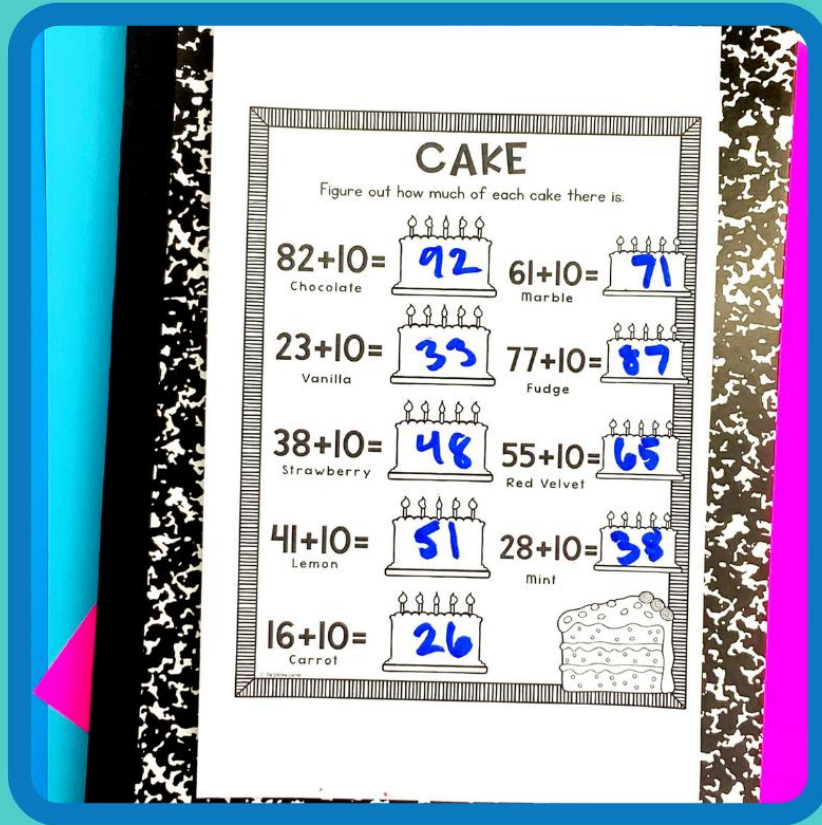 CAKE
Figure out how much of each cake there is.
82+10= 92
Chocolate
61+10= 71
Marble
23+10= 33
Vanilla
77+10= 87
Fudge
38+10= 48
Strawberry
55+10= 65
Red Velvet
41+10= 51
Lemon
28+10= 38
Mint
16+10= 26
Carrot